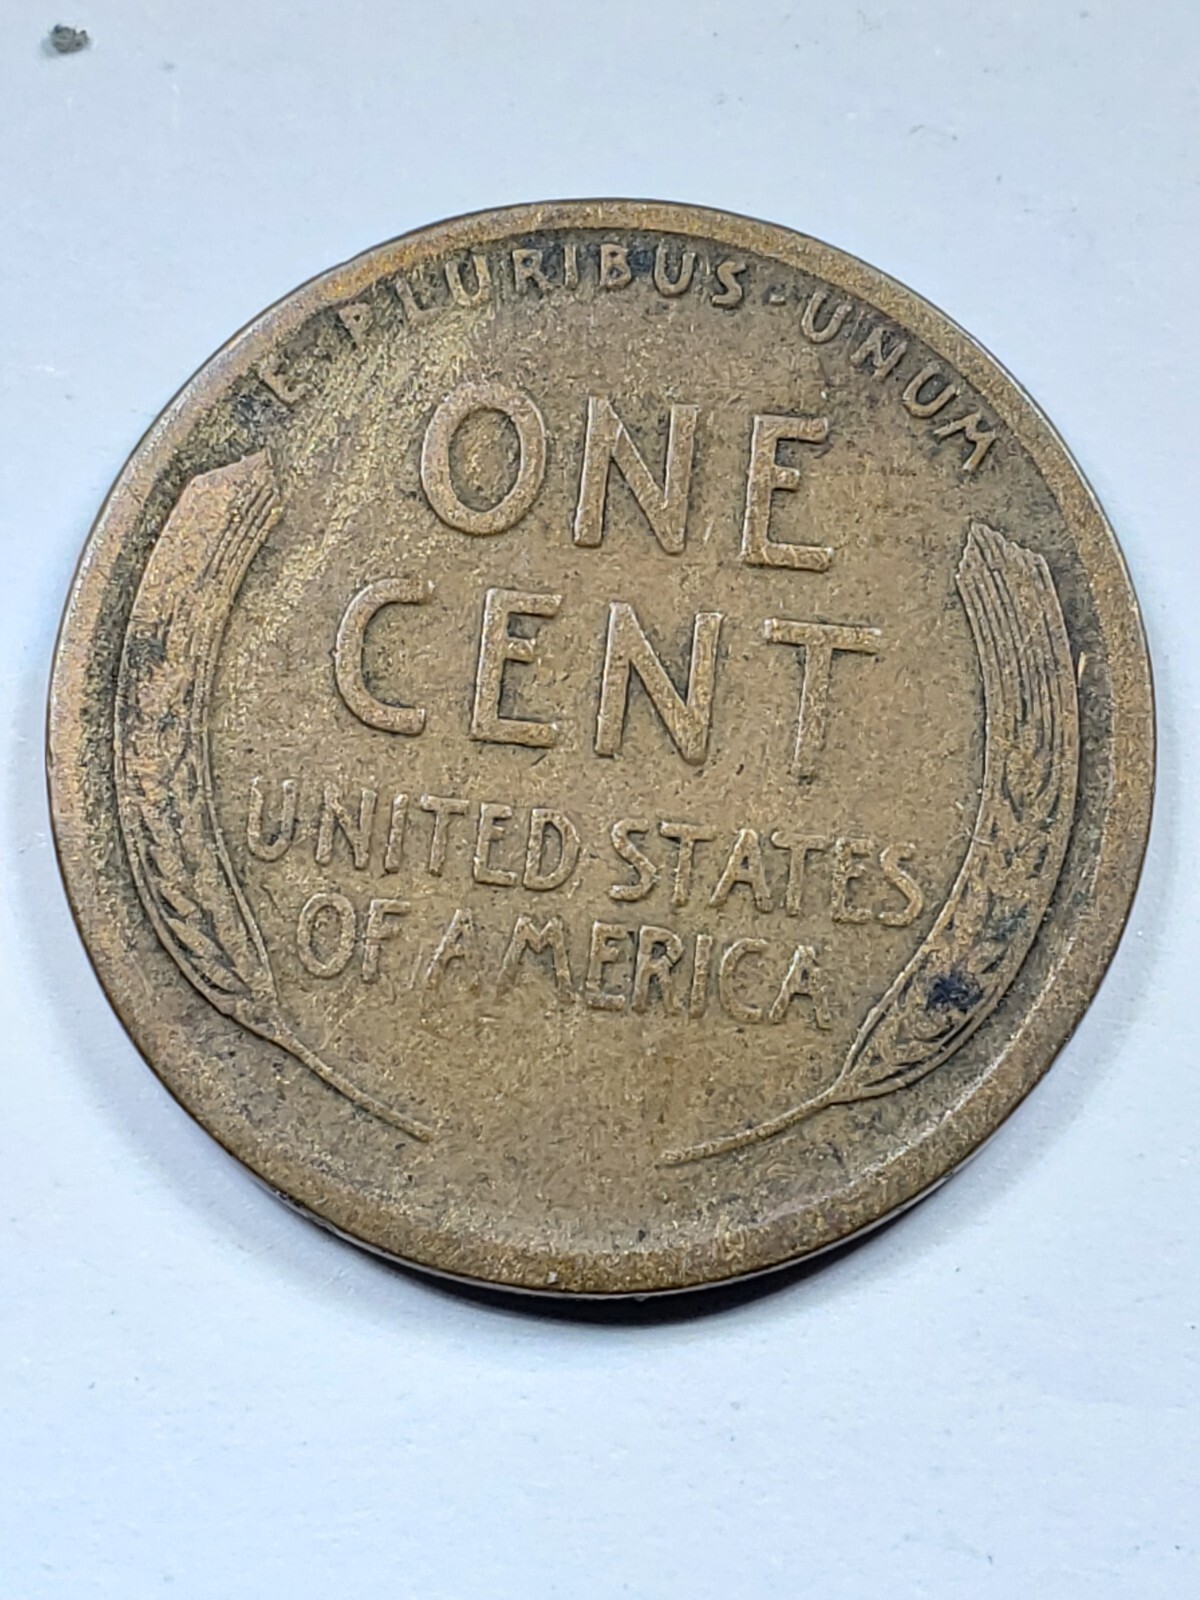 E·PLURIBUS·UNUM
ONE
CENT
UNITED STATES
OF AMERICA